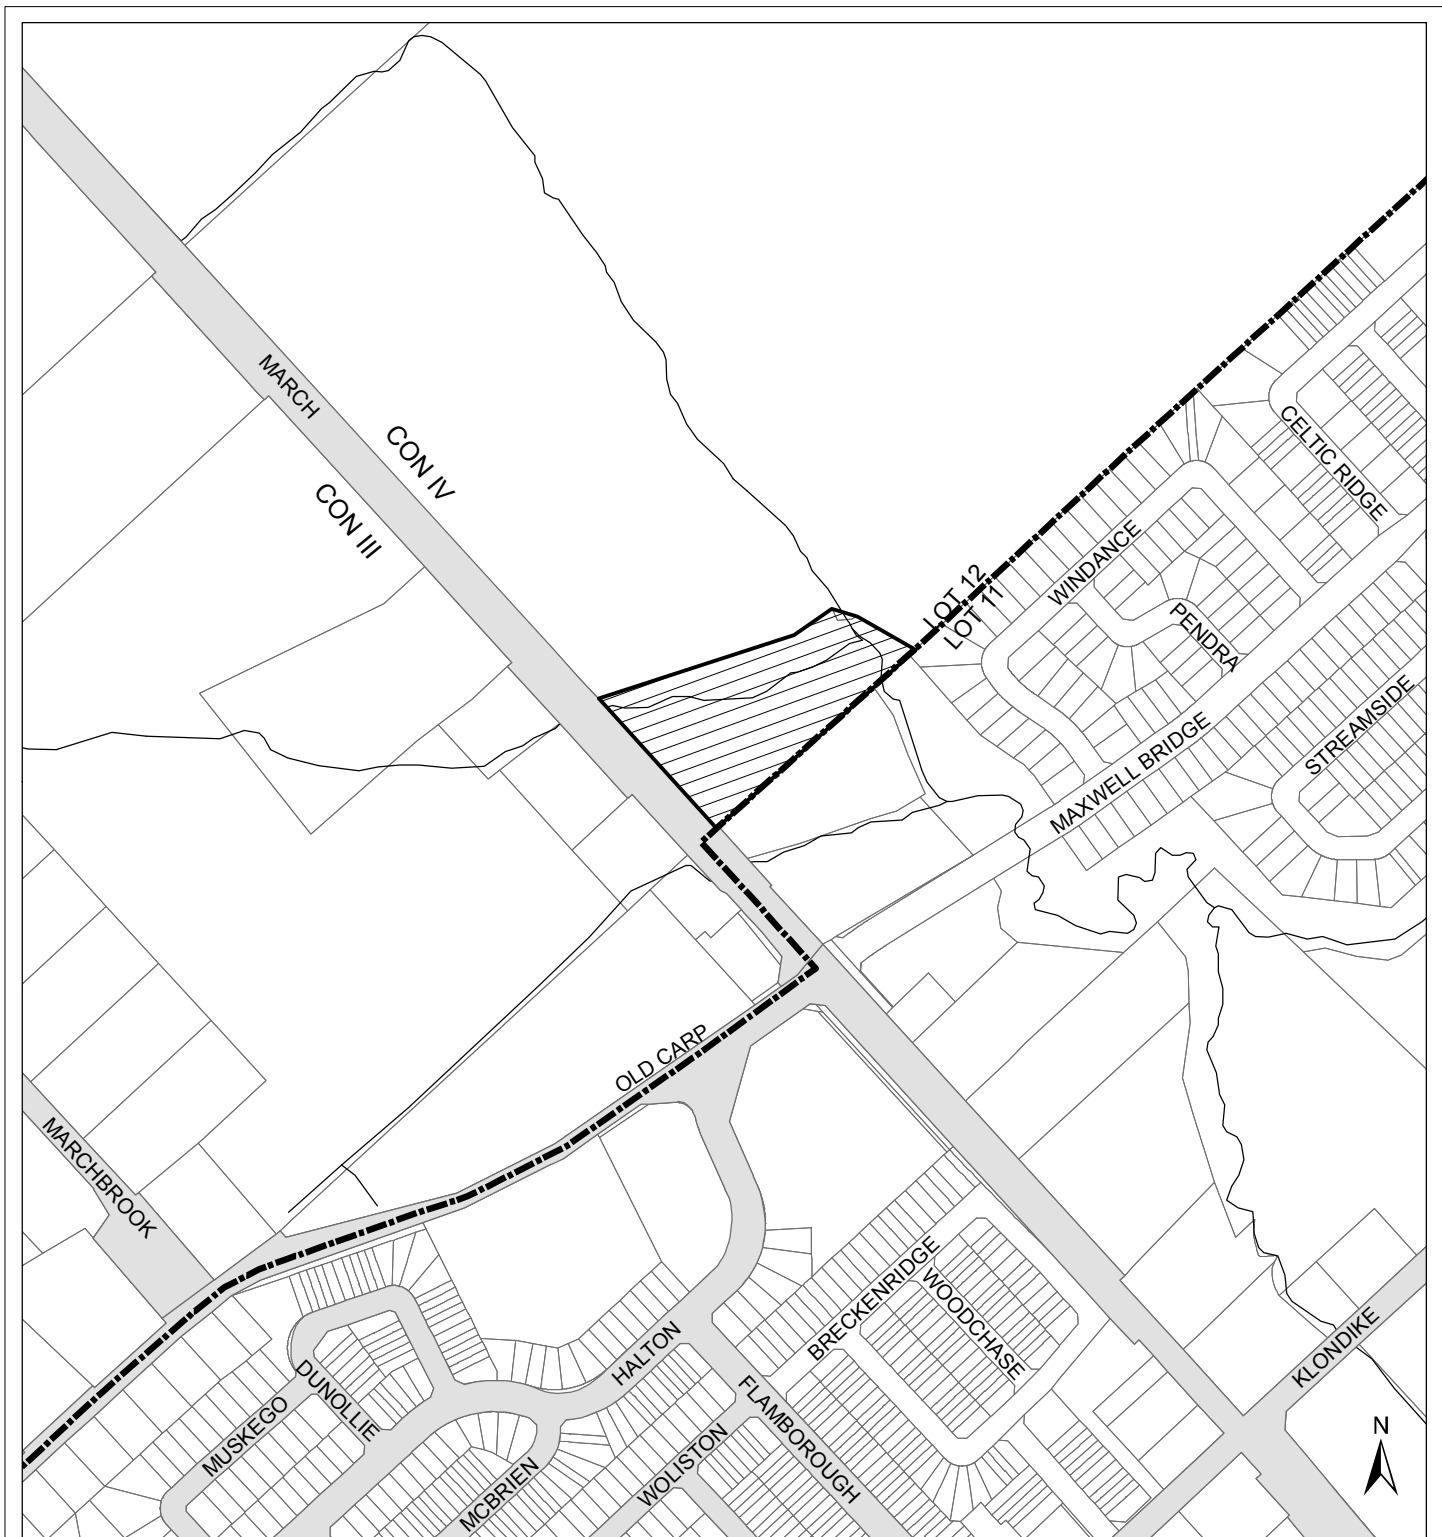 MARCH
CON IV
CON III
CELTIC RIDGE
WINDANCE
LOT 12
LOT 11
PENDRA
STREAMSIDE
MAXWELL BRIDGE
OLD CARP
MARCHBROOK
BRECKENRIDGE
WOODCHASE
KLONDIKE
HALTON
DUNOLLIE
MUSKEGO
FLAMBOROUGH
WOLISTON
MCBRIEN
N